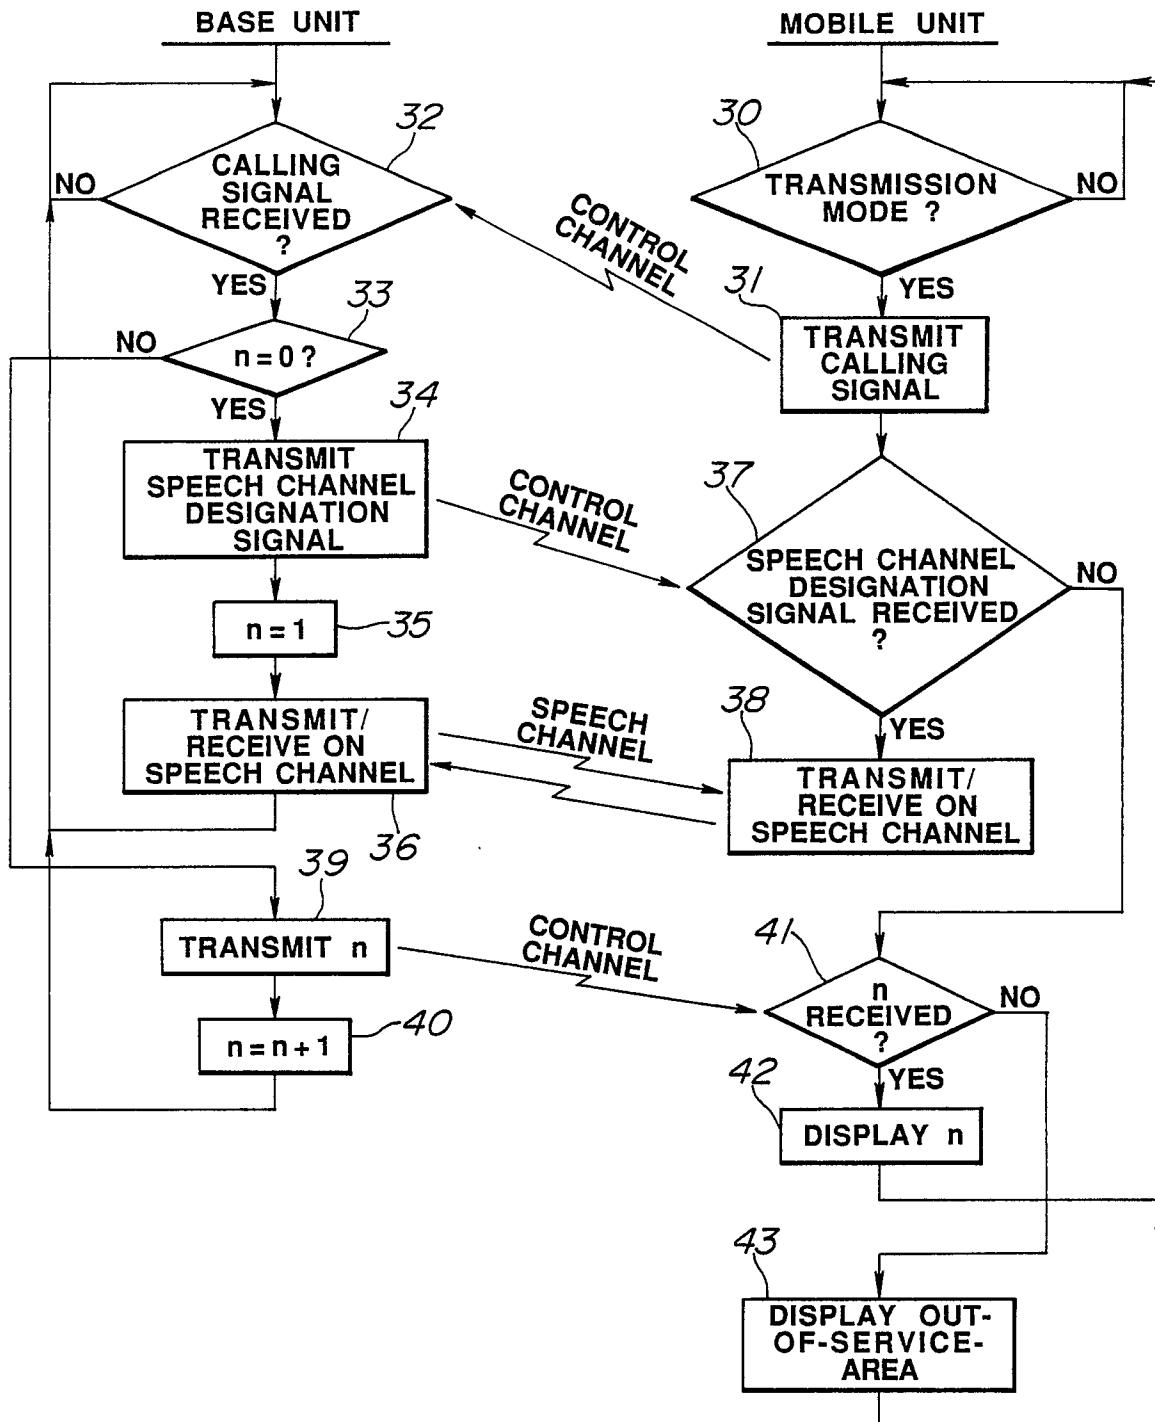 BASE UNIT
MOBILE UNIT
32
CALLING
SIGNAL
RECEIVED
?
NO
YES
30
TRANSMISSION
MODE ?
NO
YES
CONTROL
CHANNEL
31
TRANSMIT
CALLING
SIGNAL
33
n=0?
NO
YES
34
TRANSMIT
SPEECH CHANNEL
DESIGNATION
SIGNAL
CONTROL
CHANNEL
37
SPEECH CHANNEL
DESIGNATION
SIGNAL RECEIVED
?
NO
YES
n=1
35
TRANSMIT/
RECEIVE ON
SPEECH CHANNEL
36
SPEECH
CHANNEL
38
TRANSMIT/
RECEIVE ON
SPEECH CHANNEL
39
TRANSMIT n
CONTROL
CHANNEL
41
n
RECEIVED
?
NO
YES
n=n+1
40
42
DISPLAY n
43
DISPLAY OUT-
OF-SERVICE-
AREA